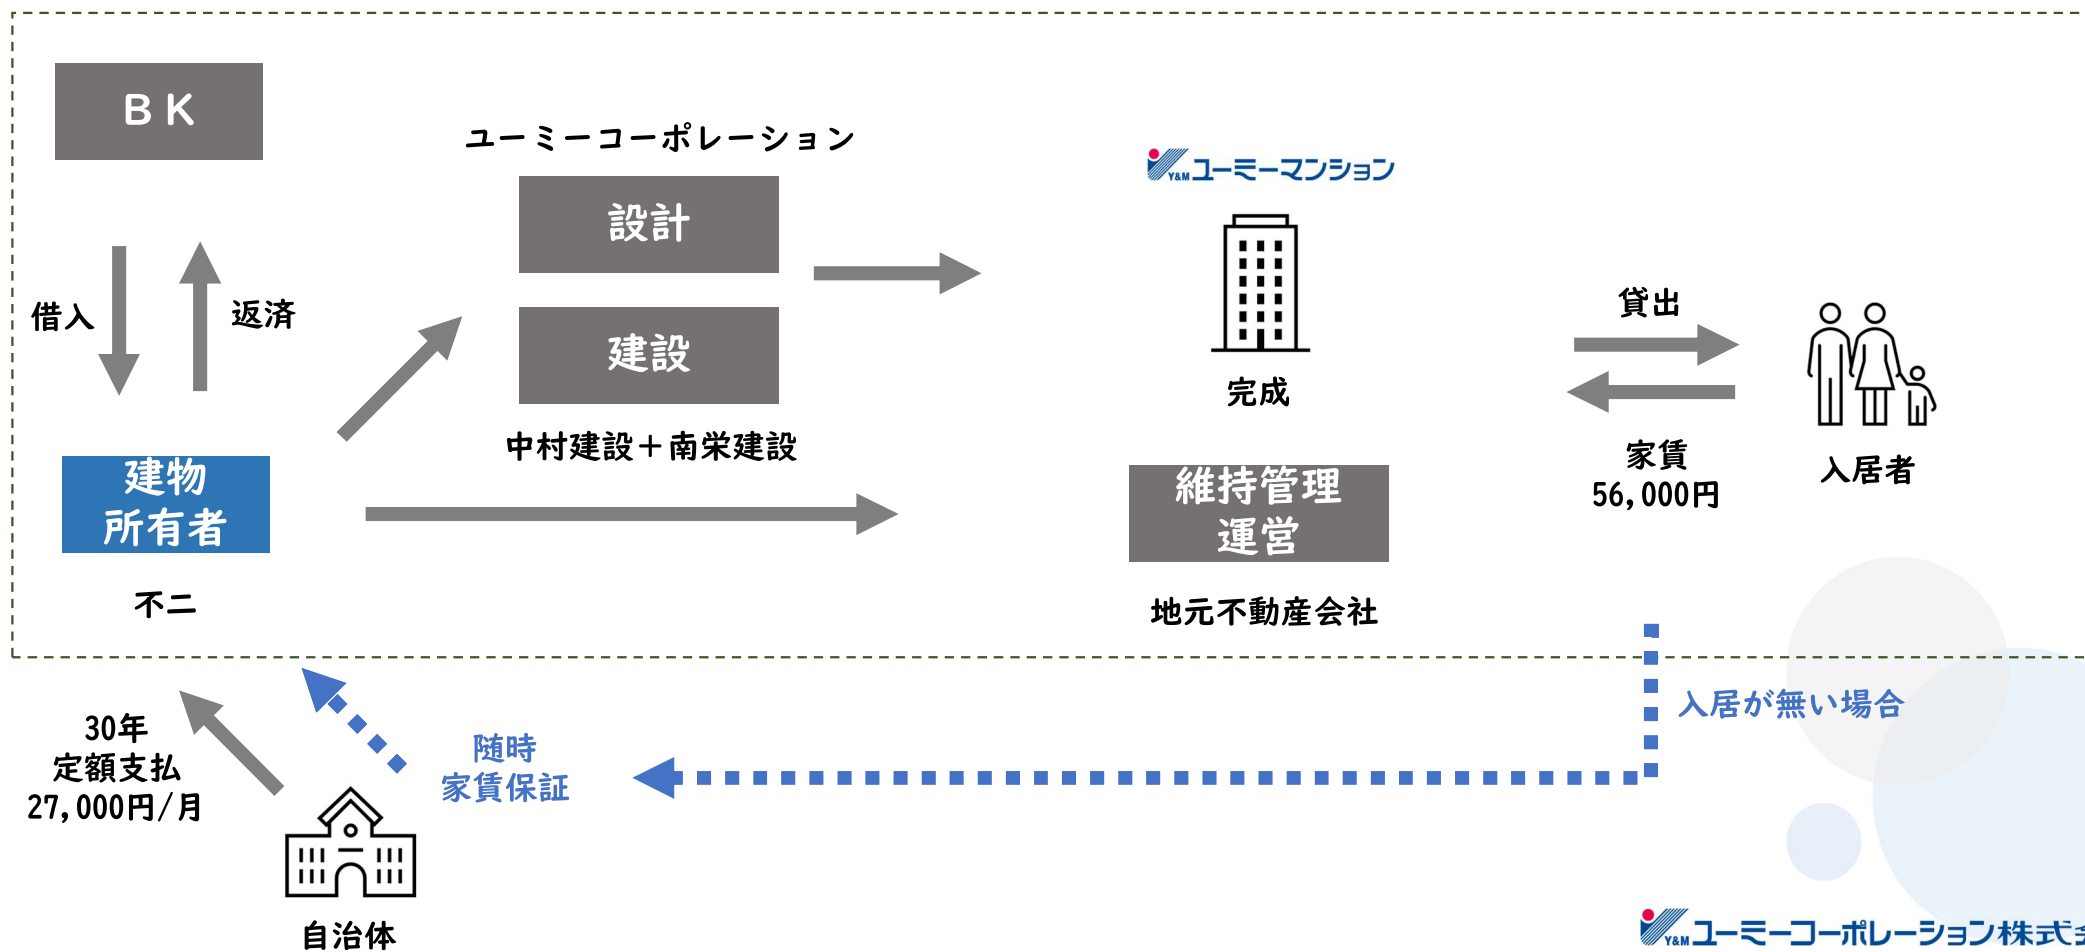 ＢＫ
借入
返済
建物
所有者
不二
ユーミーコーポレーション
設計
建設
中村建設＋南栄建設
Y&M ユーミーマンション
完成
維持管理
運営
地元不動産会社
貸出
家賃
56,000円
入居者
30年
定額支払
27,000円/月
自治体
随時
家賃保証
入居が無い場合
Y&M ユーミーコーポレーション株式会